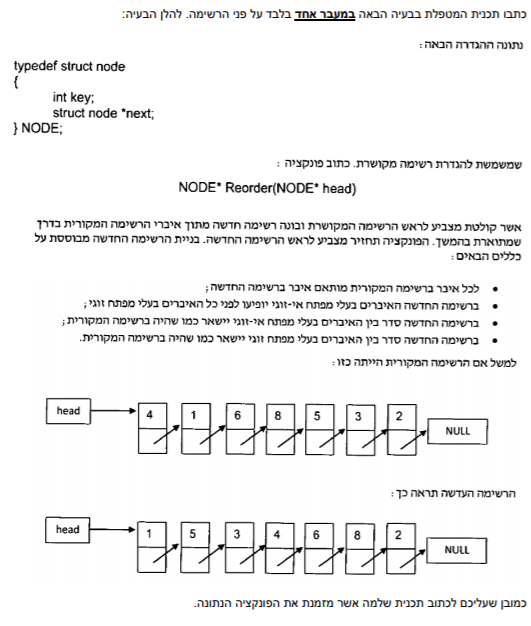 כתבו תכנית המטפלת בבעיה הבאה במעבר אחד בלבד על פני הרשימה. להלן הבעיה:
נתונה ההגדרה הבאה:
typedef struct node
{
int key;
struct node *next;
} NODE;
שמשמשת להגדרת רשימה מקושרת. כתוב פונקציה :
NODE* Reorder(NODE* head)
אשר קולטת מצביע לראש הרשימה המקושרת ובונה רשימה חדשה מתוך איברי הרשימה המקורית בדרך
שמתוארת בהמשך. הפונקציה תחזיר מצביע לראש הרשימה החדשה. בניית הרשימה החדשה מבוססת על
כללים הבאים:
• לכל איבר ברשימה המקורית מותאם איבר ברשימה החדשה;
• ברשימה החדשה האיברים בעלי מפתח אי-זוגי יופיעו לפני כל האיברים בעלי מפתח זוגי;
• ברשימה החדשה סדר בין האיברים בעלי מפתח אי-זוגי יישאר כמו שהיה ברשימה המקורית;
• ברשימה החדשה סדר בין האיברים בעלי מפתח זוגי יישאר כמו שהיה ברשימה המקורית.
למשל אם הרשימה המקורית הייתה כזו:
head 4 1 6 8 5 3 2 NULL
הרשימה העדשה תראה כך:
head 1 5 3 4 6 8 2 NULL
כמובן שעליכם לכתוב תכנית שלמה אשר מזמנת את הפונקציה הנתונה.